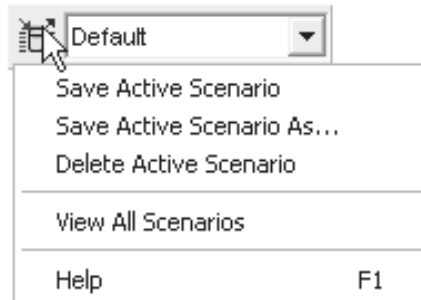 Default
Save Active Scenario
Save Active Scenario As...
Delete Active Scenario
View All Scenarios
Help F1